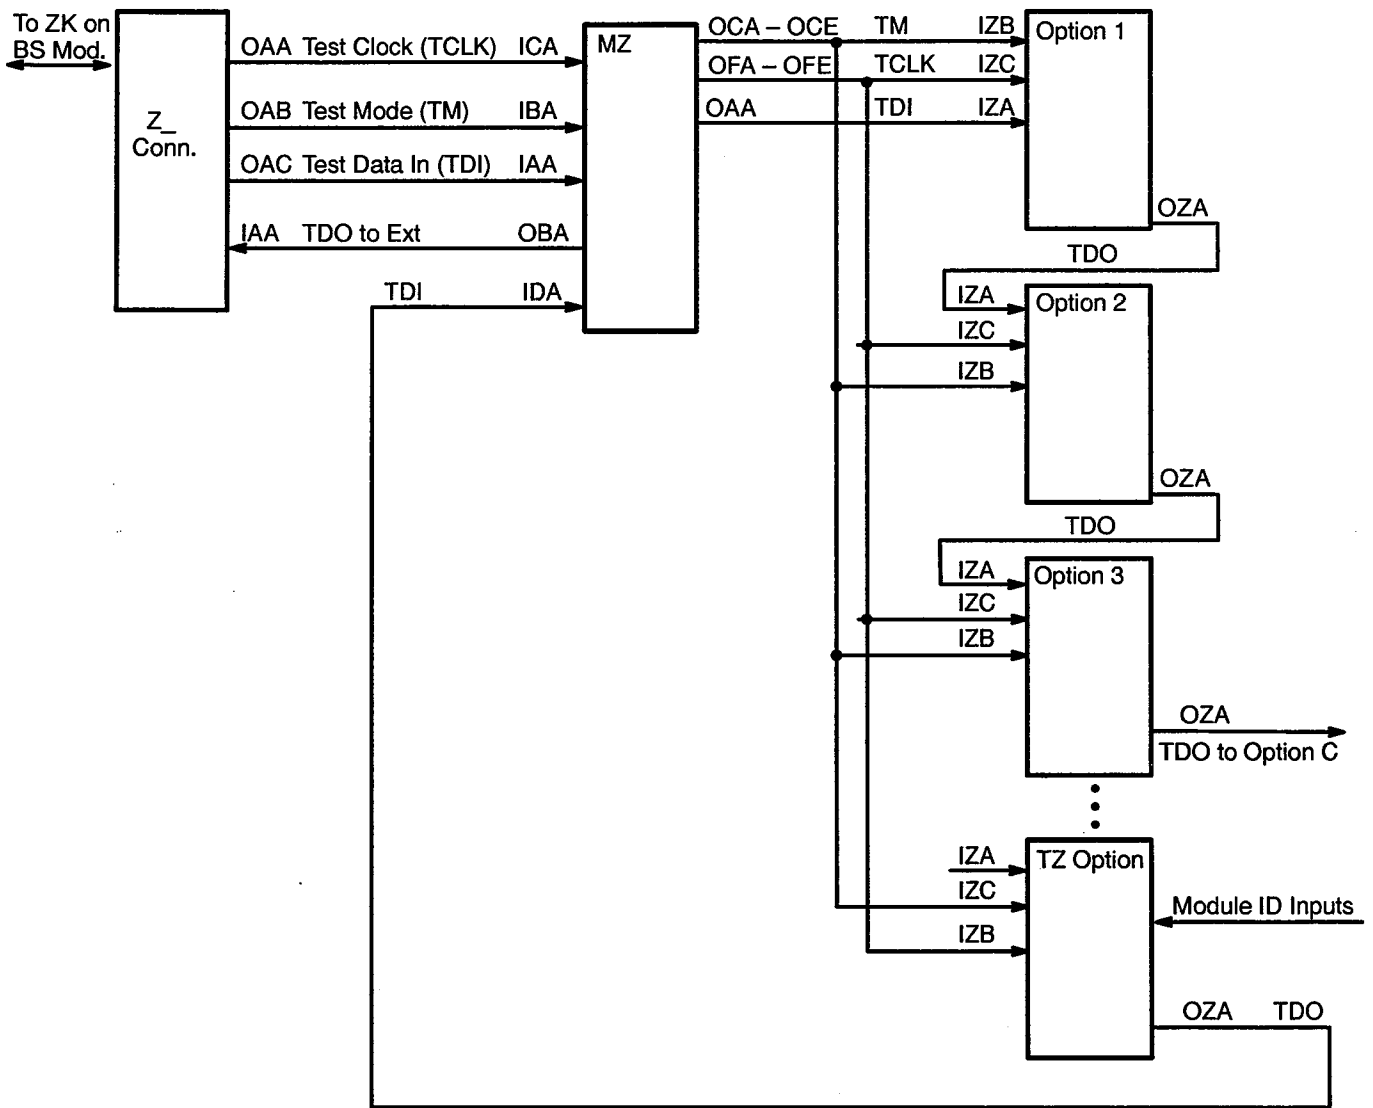 To ZK on
BS Mod.
Z_
Conn.
OAA Test Clock (TCLK) ICA
OAB Test Mode (TM) IBA
OAC Test Data In (TDI) IAA
IAA TDO to Ext OBA
TDI IDA
MZ
OCA – OCE TM IZB
OFA – OFE TCLK IZC
OAA TDI IZA
Option 1
OZA
TDO
IZA
IZC
IZB
Option 2
OZA
TDO
IZA
IZC
IZB
Option 3
OZA
TDO to Option C
IZA
IZC
IZB
TZ Option
Module ID Inputs
OZA TDO